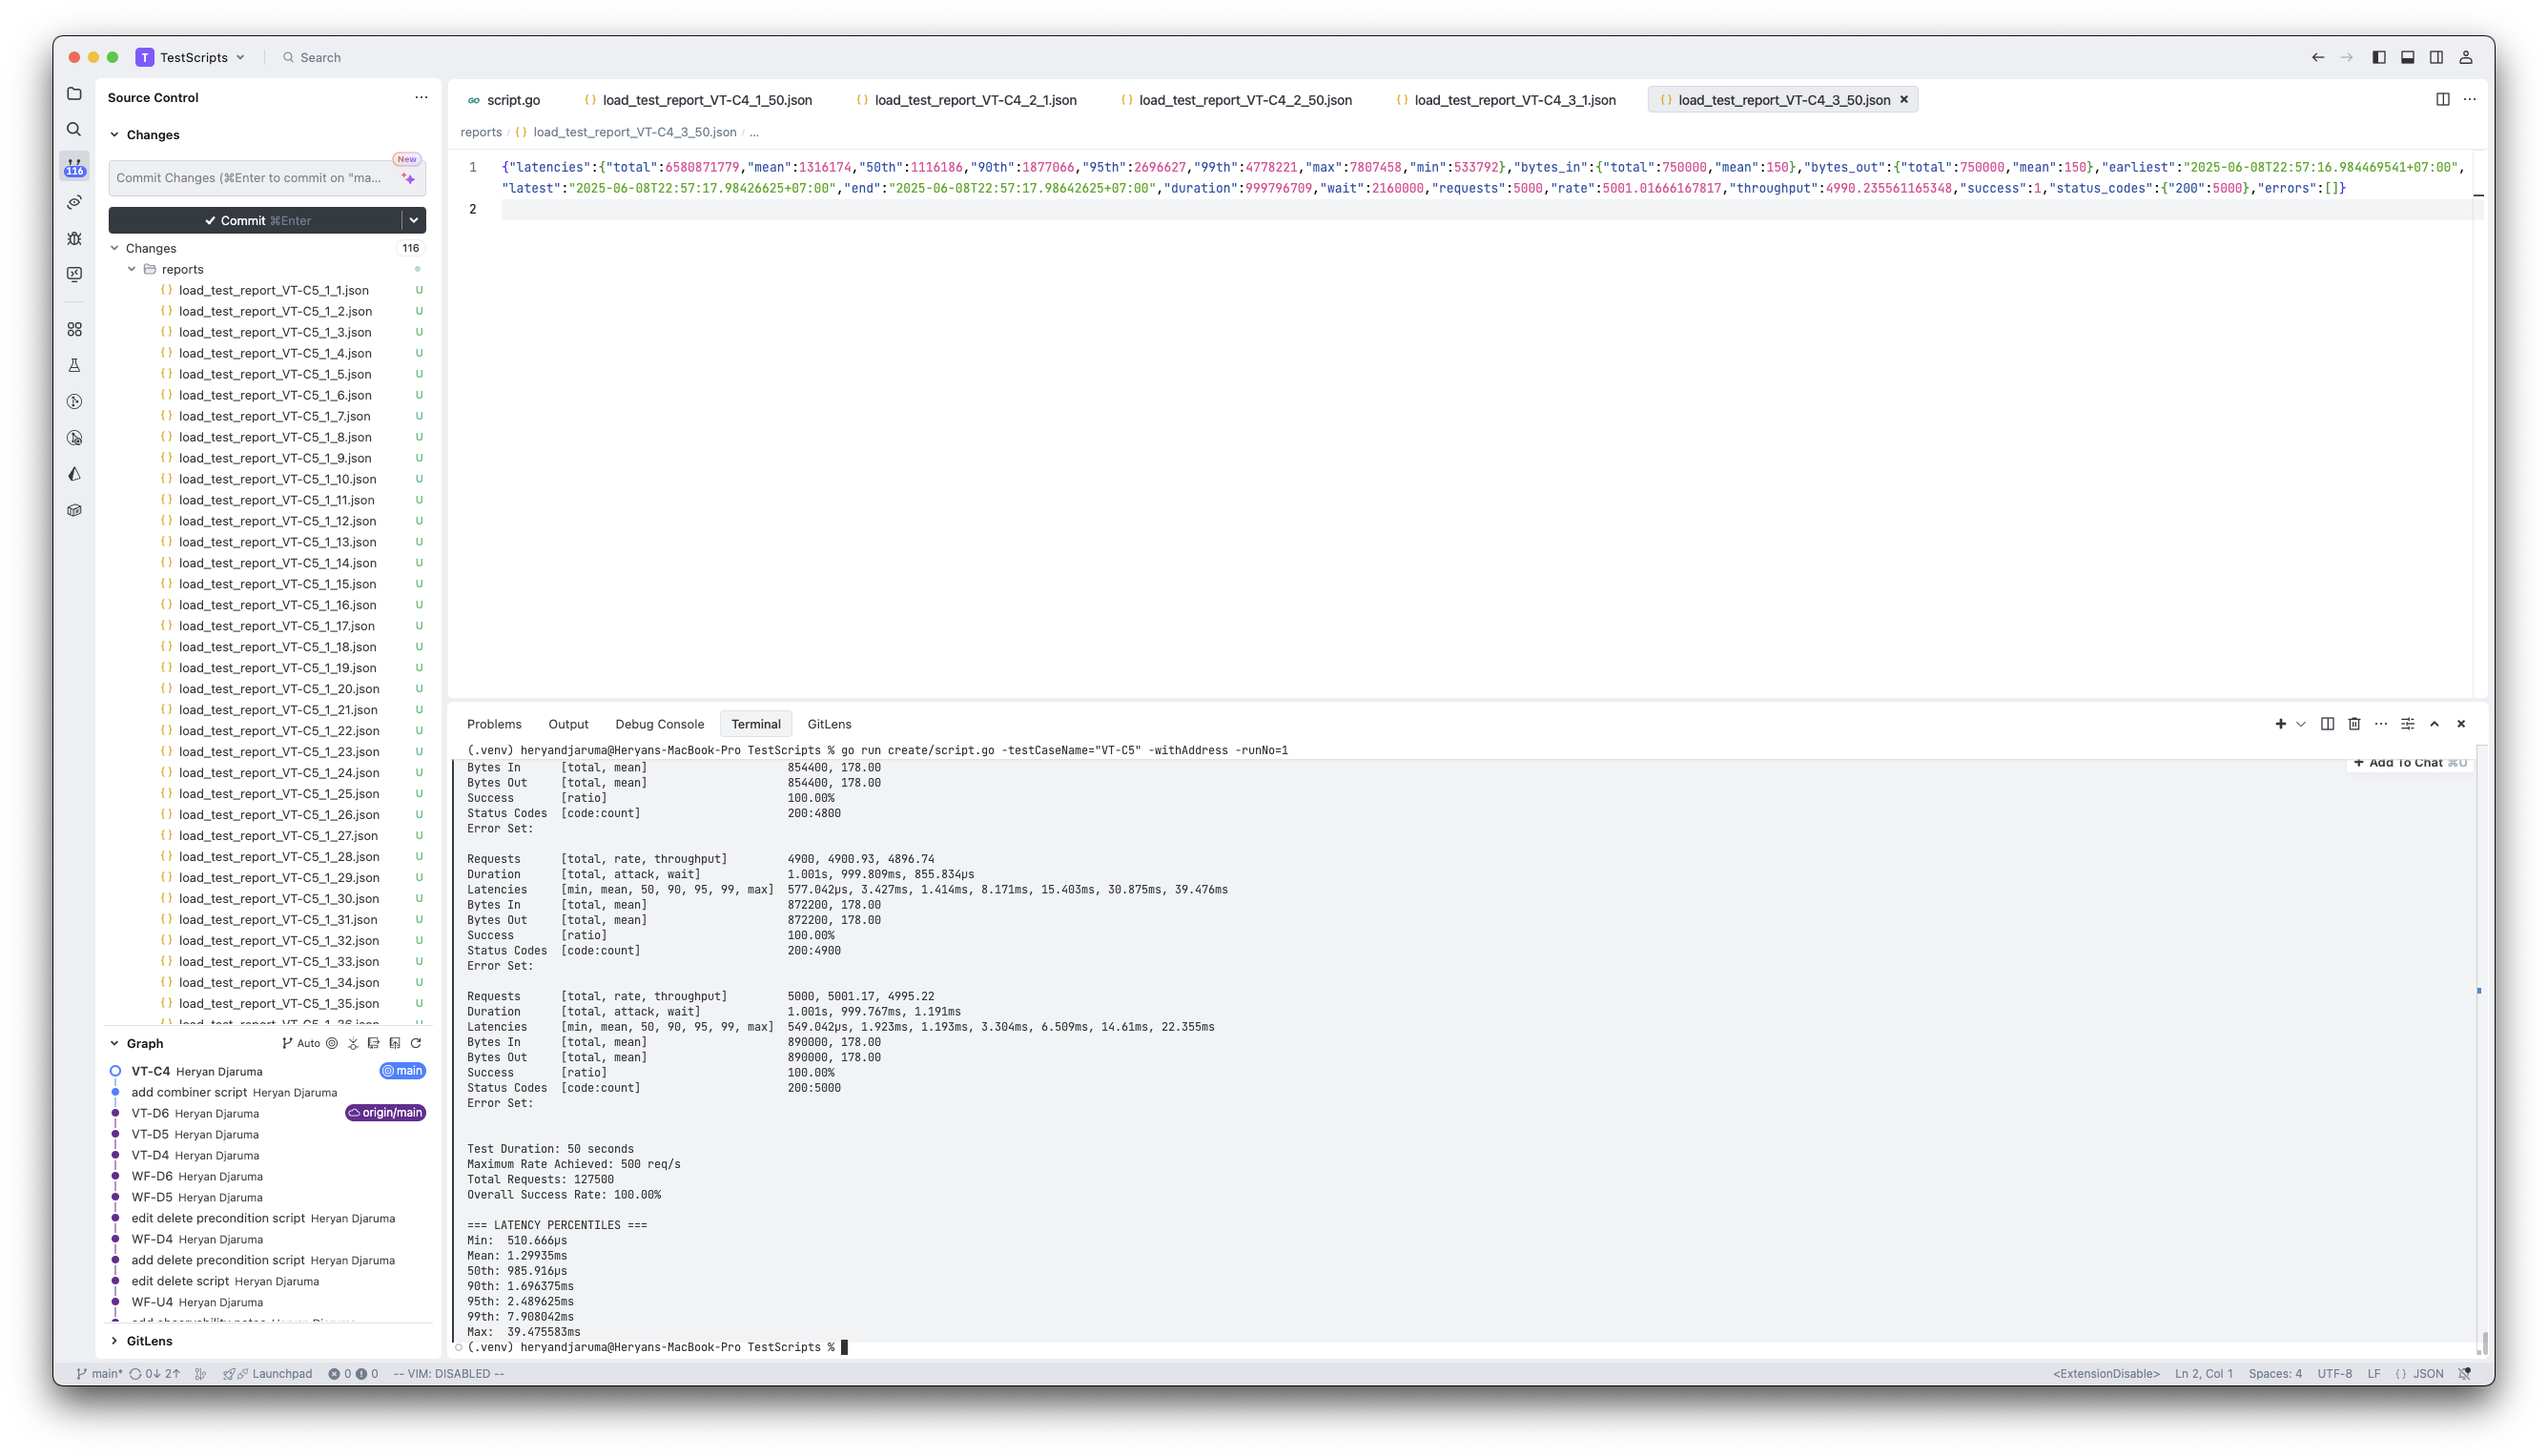 T TestScripts
Search
Source Control
Changes
New
Commit Changes (⌘Enter to commit on "ma...
Commit ⌘Enter
Changes 116
116
reports
{} load_test_report_VT-C5_1_1.json U
{} load_test_report_VT-C5_1_2.json U
{} load_test_report_VT-C5_1_3.json U
{} load_test_report_VT-C5_1_4.json U
{} load_test_report_VT-C5_1_5.json U
{} load_test_report_VT-C5_1_6.json U
{} load_test_report_VT-C5_1_7.json U
{} load_test_report_VT-C5_1_8.json U
{} load_test_report_VT-C5_1_9.json U
{} load_test_report_VT-C5_1_10.json U
{} load_test_report_VT-C5_1_11.json U
{} load_test_report_VT-C5_1_12.json U
{} load_test_report_VT-C5_1_13.json U
{} load_test_report_VT-C5_1_14.json U
{} load_test_report_VT-C5_1_15.json U
{} load_test_report_VT-C5_1_16.json U
{} load_test_report_VT-C5_1_17.json U
{} load_test_report_VT-C5_1_18.json U
{} load_test_report_VT-C5_1_19.json U
{} load_test_report_VT-C5_1_20.json U
{} load_test_report_VT-C5_1_21.json U
{} load_test_report_VT-C5_1_22.json U
{} load_test_report_VT-C5_1_23.json U
{} load_test_report_VT-C5_1_24.json U
{} load_test_report_VT-C5_1_25.json U
{} load_test_report_VT-C5_1_26.json U
{} load_test_report_VT-C5_1_27.json U
{} load_test_report_VT-C5_1_28.json U
{} load_test_report_VT-C5_1_29.json U
{} load_test_report_VT-C5_1_30.json U
{} load_test_report_VT-C5_1_31.json U
{} load_test_report_VT-C5_1_32.json U
{} load_test_report_VT-C5_1_33.json U
{} load_test_report_VT-C5_1_34.json U
{} load_test_report_VT-C5_1_35.json U
{} load_test_report_VT-C5_1_36.json U
Graph Auto
VT-C4 Heryan Djaruma main
add combiner script Heryan Djaruma
VT-D6 Heryan Djaruma origin/main
VT-D5 Heryan Djaruma
VT-D4 Heryan Djaruma
WF-D6 Heryan Djaruma
WF-D5 Heryan Djaruma
edit delete precondition script Heryan Djaruma
WF-D4 Heryan Djaruma
add delete precondition script Heryan Djaruma
edit delete script Heryan Djaruma
WF-U4 Heryan Djaruma
add observability notes Heryan Djaruma
GitLens
GO script.go {} load_test_report_VT-C4_1_50.json {} load_test_report_VT-C4_2_1.json {} load_test_report_VT-C4_2_50.json {} load_test_report_VT-C4_3_1.json {} load_test_report_VT-C4_3_50.json
reports / {} load_test_report_VT-C4_3_50.json / ...
1 {"latencies":{"total":6580871779,"mean":1316174,"50th":1116186,"90th":1877066,"95th":2696627,"99th":4778221,"max":7807458,"min":533792},"bytes_in":{"total":750000,"mean":150},"bytes_out":{"total":750000,"mean":150},"earliest":"2025-06-08T22:57:16.984469541+07:00",
"latest":"2025-06-08T22:57:17.98426625+07:00","end":"2025-06-08T22:57:17.98642625+07:00","duration":999796709,"wait":2160000,"requests":5000,"rate":5001.01666167817,"throughput":4990.235561165348,"success":1,"status_codes":{"200":5000},"errors":[]}
2
Problems Output Debug Console Terminal GitLens
(.venv) heryandjaruma@Heryans-MacBook-Pro TestScripts % go run create/script.go -testCaseName="VT-C5" -withAddress -runNo=1
+ Add To Chat ⌘U
Bytes In [total, mean] 854400, 178.00
Bytes Out [total, mean] 854400, 178.00
Success [ratio] 100.00%
Status Codes [code:count] 200:4800
Error Set:
Requests [total, rate, throughput] 4900, 4900.93, 4896.74
Duration [total, attack, wait] 1.001s, 999.809ms, 855.834µs
Latencies [min, mean, 50, 90, 95, 99, max] 577.042µs, 3.427ms, 1.414ms, 8.171ms, 15.403ms, 30.875ms, 39.476ms
Bytes In [total, mean] 872200, 178.00
Bytes Out [total, mean] 872200, 178.00
Success [ratio] 100.00%
Status Codes [code:count] 200:4900
Error Set:
Requests [total, rate, throughput] 5000, 5001.17, 4995.22
Duration [total, attack, wait] 1.001s, 999.767ms, 1.191ms
Latencies [min, mean, 50, 90, 95, 99, max] 549.042µs, 1.923ms, 1.193ms, 3.304ms, 6.509ms, 14.61ms, 22.355ms
Bytes In [total, mean] 890000, 178.00
Bytes Out [total, mean] 890000, 178.00
Success [ratio] 100.00%
Status Codes [code:count] 200:5000
Error Set:
Test Duration: 50 seconds
Maximum Rate Achieved: 500 req/s
Total Requests: 127500
Overall Success Rate: 100.00%
=== LATENCY PERCENTILES ===
Min: 510.666µs
Mean: 1.29935ms
50th: 985.916µs
90th: 1.696375ms
95th: 2.489625ms
99th: 7.908042ms
Max: 39.475583ms
(.venv) heryandjaruma@Heryans-MacBook-Pro TestScripts %
main* 0↓ 2↑ Launchpad 0 0 -- VIM: DISABLED -- <ExtensionDisable> Ln 2, Col 1 Spaces: 4 UTF-8 LF {} JSON